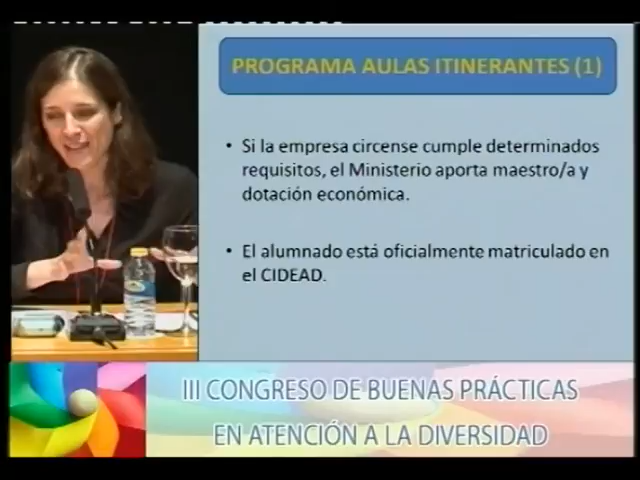 PROGRAMA AULAS ITINERANTES (1)
• Si la empresa circense cumple determinados
requisitos, el Ministerio aporta maestro/a y
dotación económica.
• El alumnado está oficialmente matriculado en
el CIDEAD.
III CONGRESO DE BUENAS PRÁCTICAS
EN ATENCIÓN A LA DIVERSIDAD